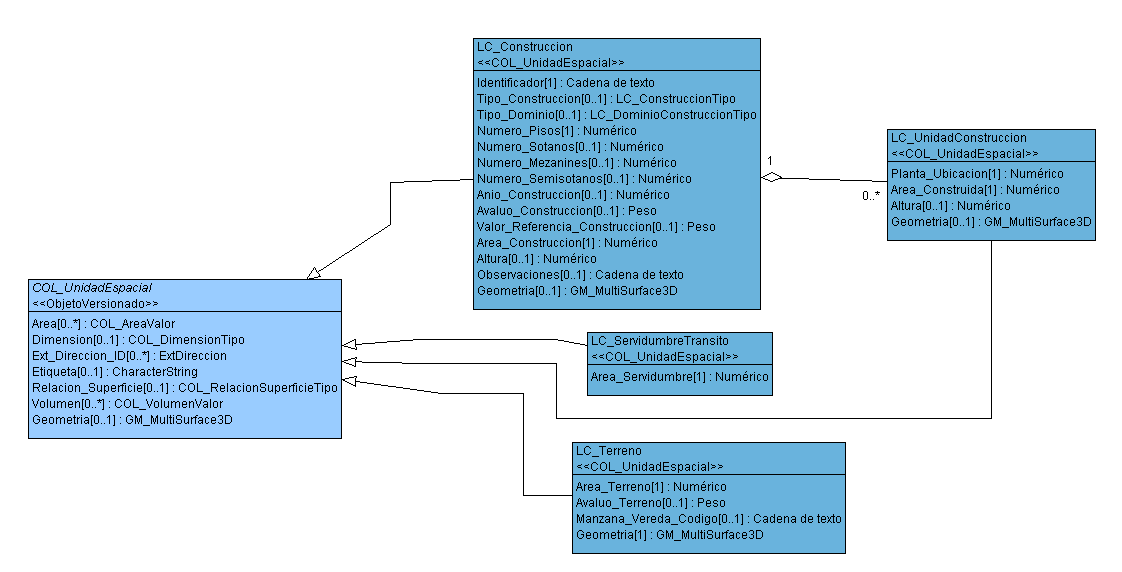 LC_Construccion
<<COL_UnidadEspacial>>
Identificador[1] : Cadena de texto
Tipo_Construccion[0..1] : LC_ConstruccionTipo
Tipo_Dominio[0..1] : LC_DominioConstruccionTipo
Numero_Pisos[1] : Numérico
Numero_Sotanos[0..1] : Numérico
Numero_Mezanines[0..1] : Numérico
Numero_Semisotanos[0..1] : Numérico
Anio_Construccion[0..1] : Numérico
Avaluo_Construccion[0..1] : Peso
Valor_Referencia_Construccion[0..1] : Peso
Area_Construccion[1] : Numérico
Altura[0..1] : Numérico
Observaciones[0..1] : Cadena de texto
Geometria[0..1] : GM_MultiSurface3D
1
0..*
LC_UnidadConstruccion
<<COL_UnidadEspacial>>
Planta_Ubicacion[1] : Numérico
Area_Construida[1] : Numérico
Altura[0..1] : Numérico
Geometria[0..1] : GM_MultiSurface3D
COL_UnidadEspacial
<<ObjetoVersionado>>
Area[0..*] : COL_AreaValor
Dimension[0..1] : COL_DimensionTipo
Ext_Direccion_ID[0..*] : ExtDireccion
Etiqueta[0..1] : CharacterString
Relacion_Superficie[0..1] : COL_RelacionSuperficieTipo
Volumen[0..*] : COL_VolumenValor
Geometria[0..1] : GM_MultiSurface3D
LC_ServidumbreTransito
<<COL_UnidadEspacial>>
Area_Servidumbre[1] : Numérico
LC_Terreno
<<COL_UnidadEspacial>>
Area_Terreno[1] : Numérico
Avaluo_Terreno[0..1] : Peso
Manzana_Vereda_Codigo[0..1] : Cadena de texto
Geometria[1] : GM_MultiSurface3D